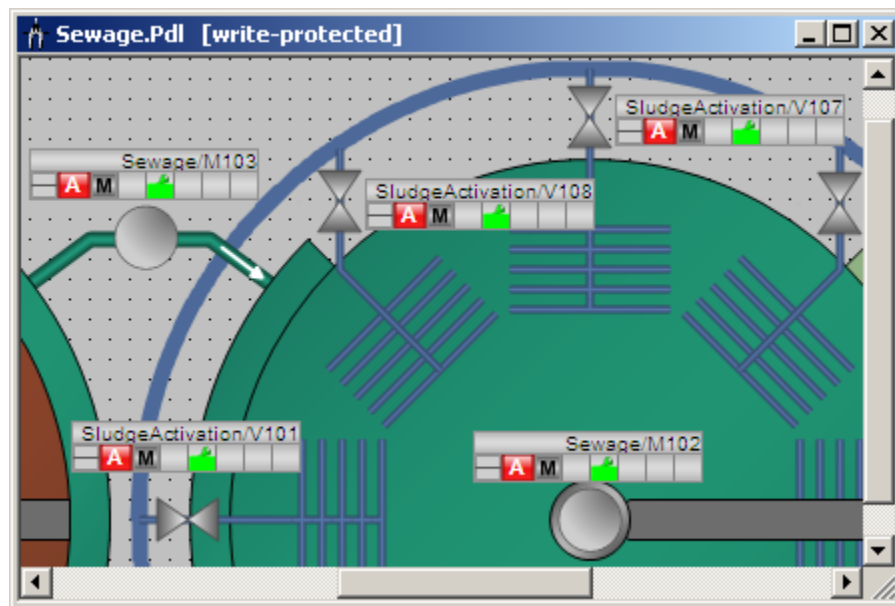 Sewage.Pdl [write-protected]
SludgeActivation/V107
A M
Sewage/M103
A M
SludgeActivation/V108
A M
SludgeActivation/V101
A M
Sewage/M102
A M